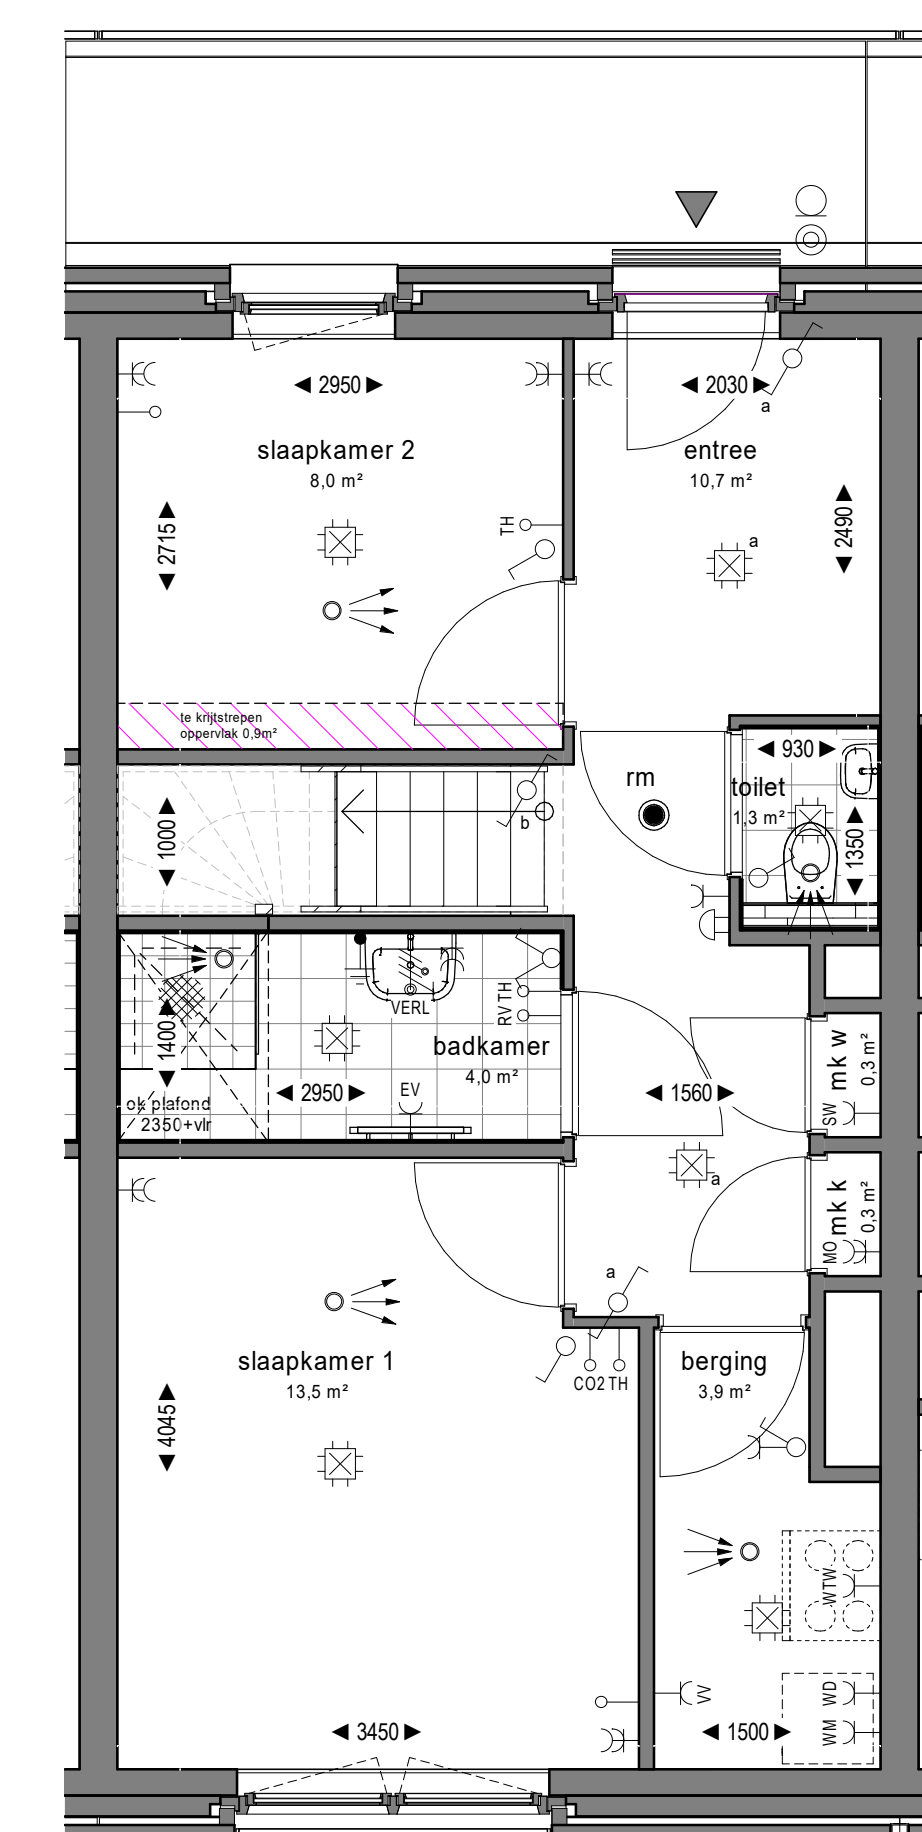 2950
2030
a
slaapkamer 2
8,0 m²
entree
10,7 m²
2715
TH
a
2490
te krijtstrepen
oppervlak 0,9m²
930
rm
toilet
1,3 m²
1350
1000
b
VERL
RV TH
badkamer
4,0 m²
1400
2950
EV
ok plafond
2350+vlr
1560
mk w
0,3 m²
SW
a
mk k
0,3 m²
MO
a
slaapkamer 1
13,5 m²
CO2 TH
berging
3,9 m²
4045
WTW
VV
WD
WM
3450
1500